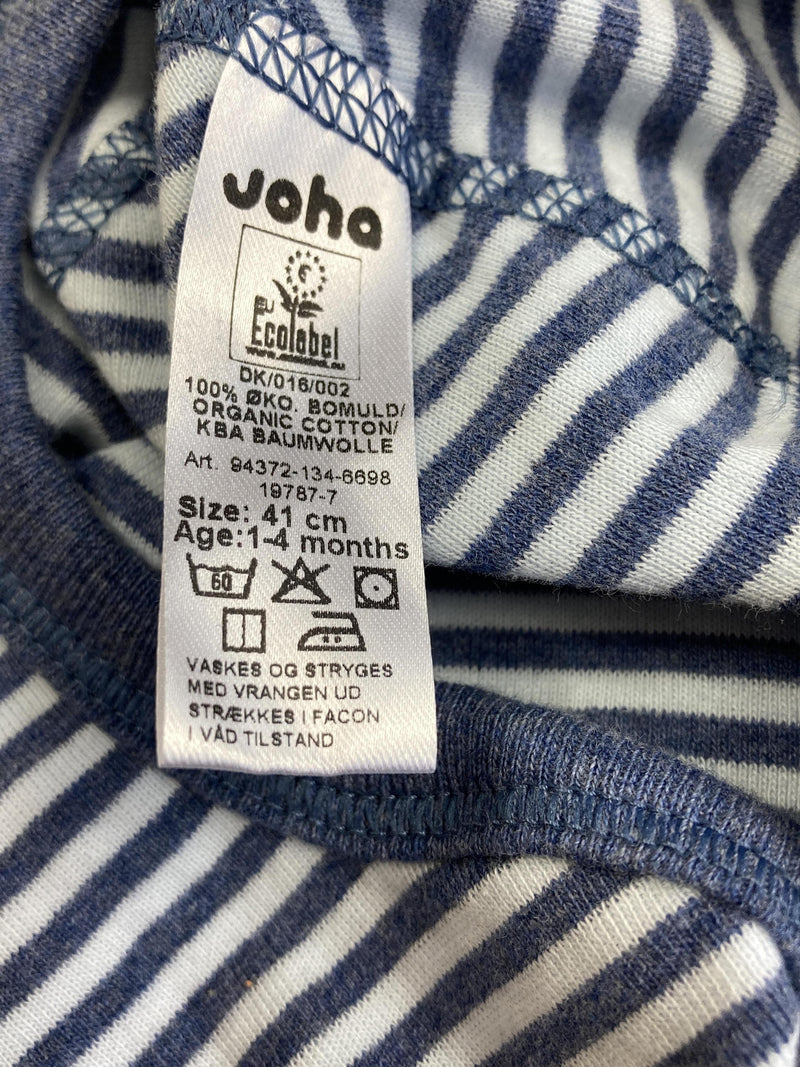 Joha
EU
Ecolabel
DK/016/002
100% ØKO. BOMULD/
ORGANIC COTTON/
KBA BAUMWOLLE
Art. 94372-134-6698
19787-7
Size: 41 cm
Age:1-4 months
60
VASKES OG STRYGES
MED VRANGEN UD
STRÆKKES I FACON
I VÅD TILSTAND